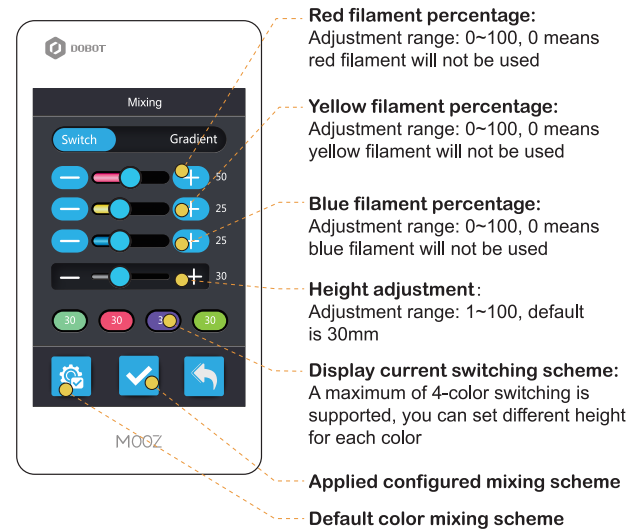 DOBOT
Mixing
Switch
Gradient
50
25
25
30
30
30
30
30
MOOZ
Red filament percentage:
Adjustment range: 0~100, 0 means
red filament will not be used
Yellow filament percentage:
Adjustment range: 0~100, 0 means
yellow filament will not be used
Blue filament percentage:
Adjustment range: 0~100, 0 means
blue filament will not be used
Height adjustment:
Adjustment range: 1~100, default
is 30mm
Display current switching scheme:
A maximum of 4-color switching is
supported, you can set different height
for each color
Applied configured mixing scheme
Default color mixing scheme